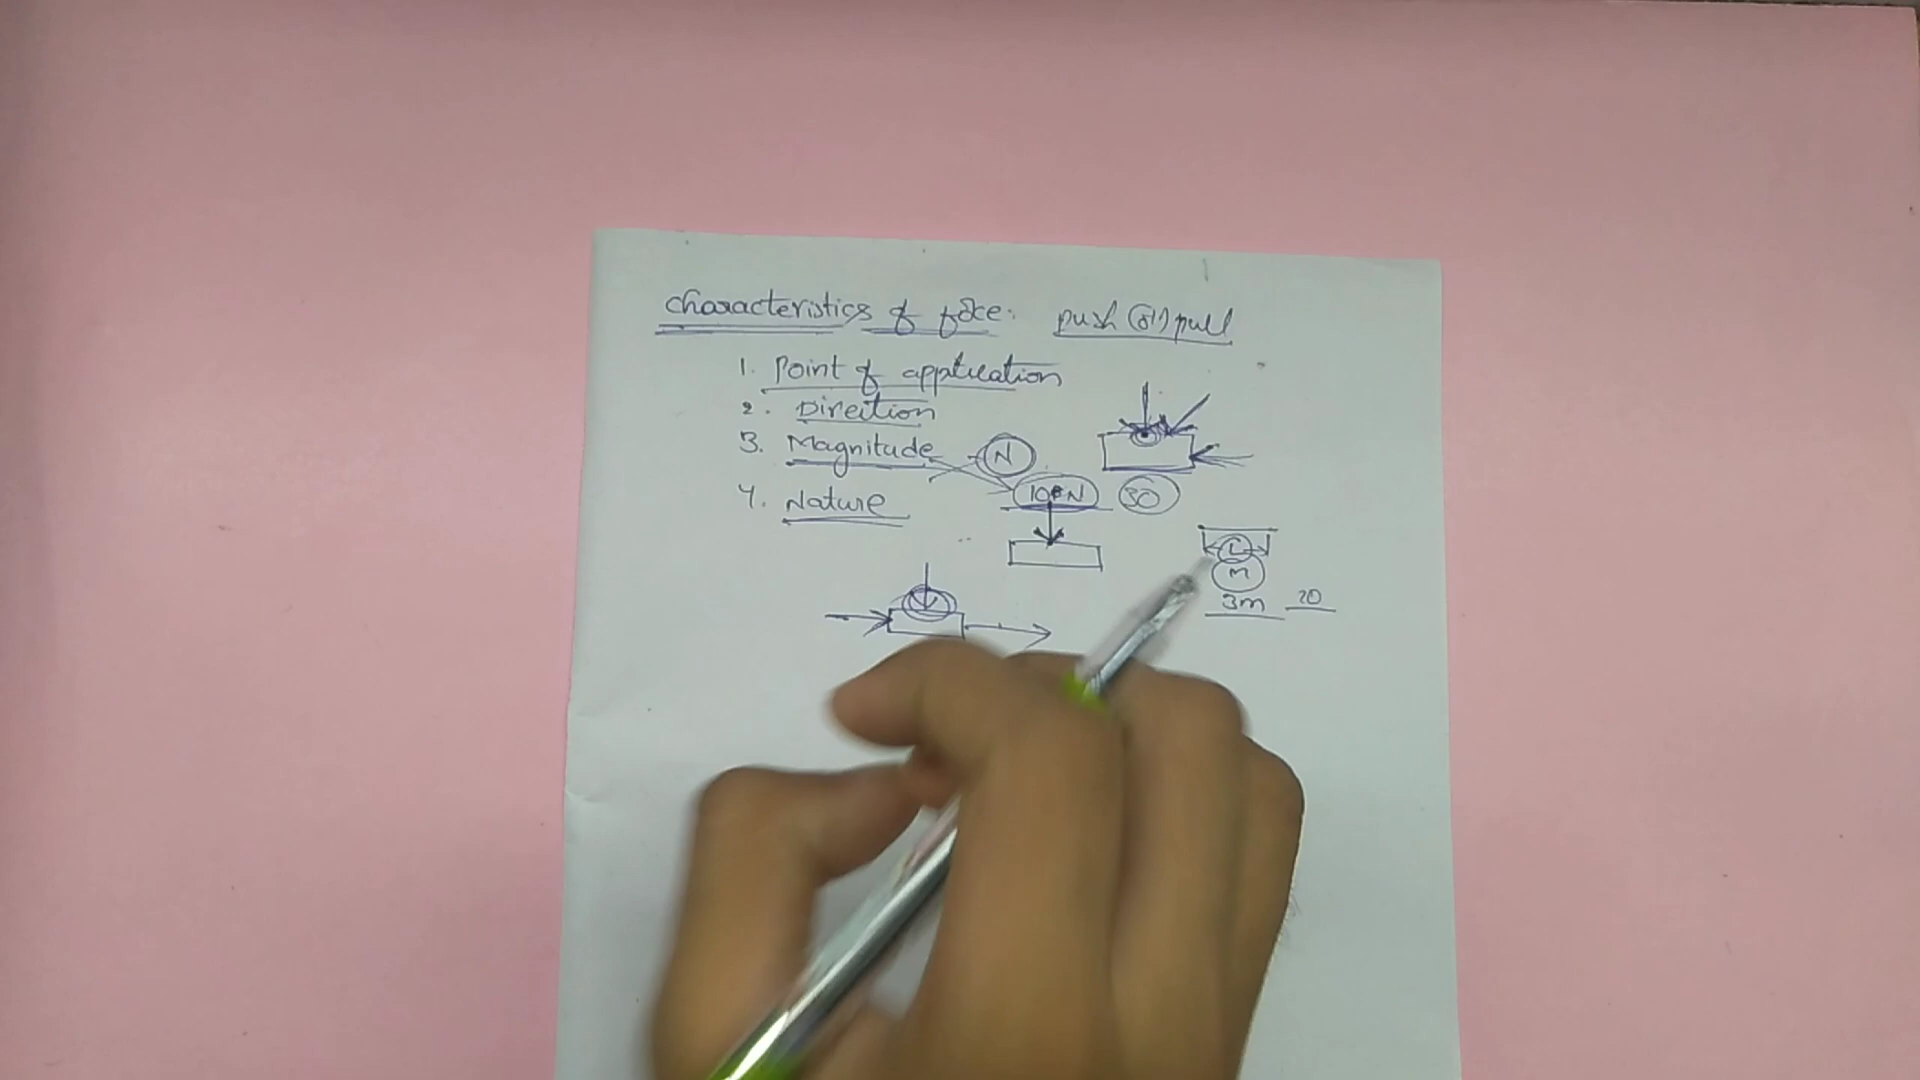 characteristics of force: push (or) pull
1. Point of application
2. Direction
3. Magnitude N
100N 30
4. Nature
L
M
3m 20